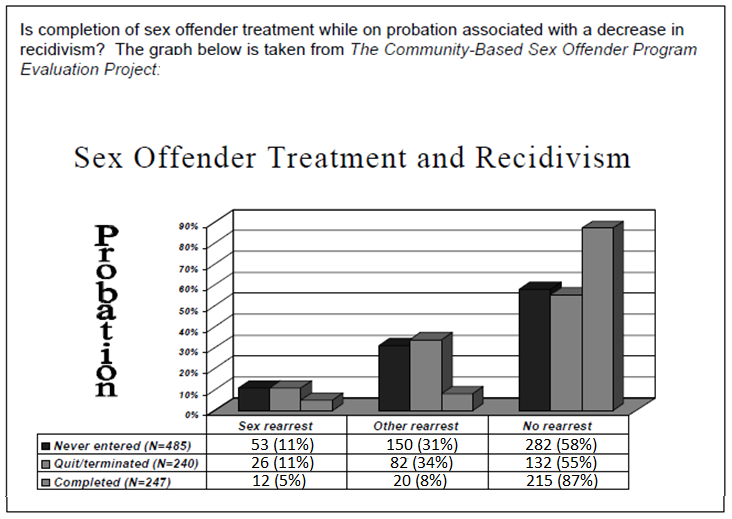 Is completion of sex offender treatment while on probation associated with a decrease in
recidivism? The graph below is taken from The Community-Based Sex Offender Program
Evaluation Project:
Sex Offender Treatment and Recidivism
Probation
90%
80%
70%
60%
50%
40%
30%
20%
10%
0%
Sex rearrest Other rearrest No rearrest
Never entered (N=485) 53 (11%) 150 (31%) 282 (58%)
Quit/terminated (N=240) 26 (11%) 82 (34%) 132 (55%)
Completed (N=247) 12 (5%) 20 (8%) 215 (87%)